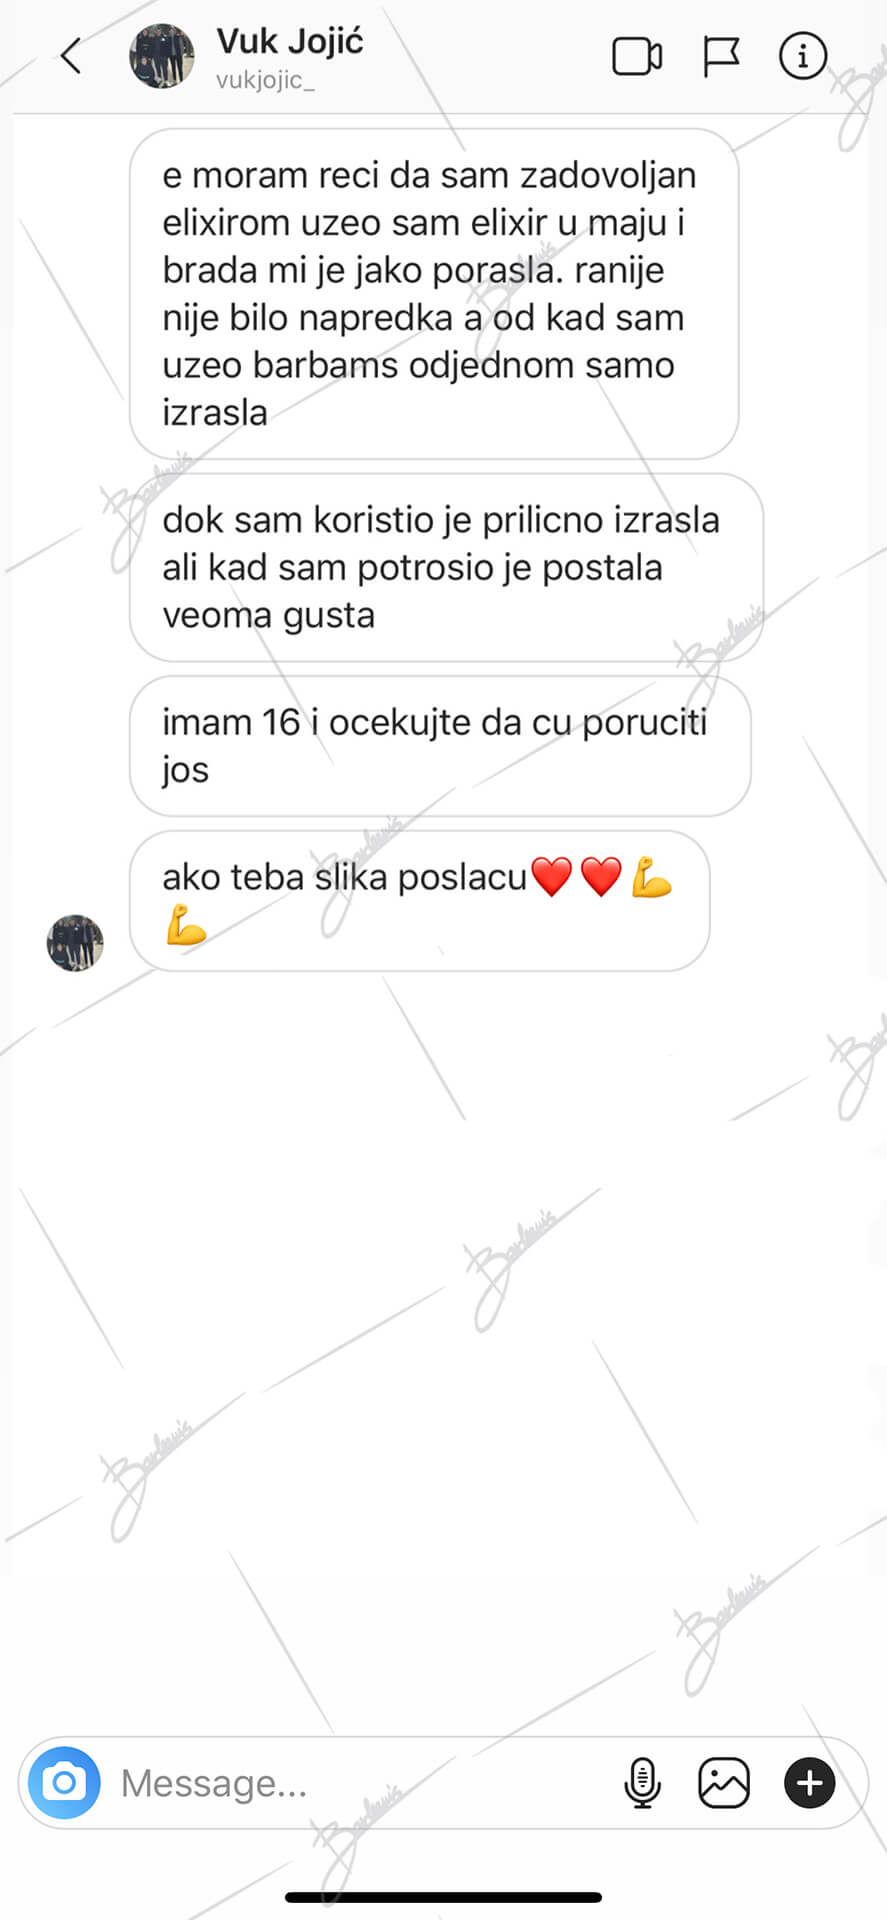 Vuk Jojić
vukjojic_
e moram reci da sam zadovoljan
elixirom uzeo sam elixir u maju i
brada mi je jako porasla. ranije
nije bilo napredka a od kad sam
uzeo barbams odjednom samo
izrasla
dok sam koristio je prilicno izrasla
ali kad sam potrosio je postala
veoma gusta
imam 16 i ocekujte da cu poruciti
jos
ako teba slika poslacu❤️❤️💪
💪
Message...